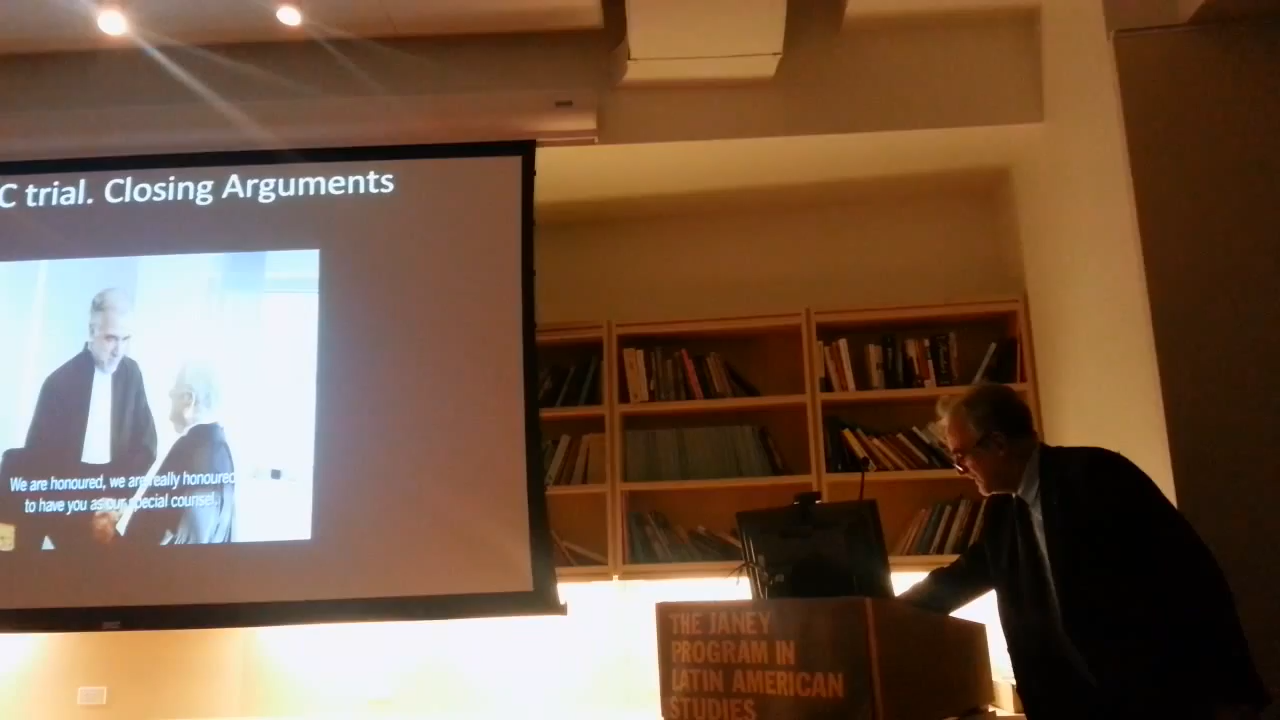 C trial. Closing Arguments
We are honoured, we are really honoured
to have you as our special counsel.
THE JANEY
PROGRAM IN
LATIN AMERICAN
STUDIES